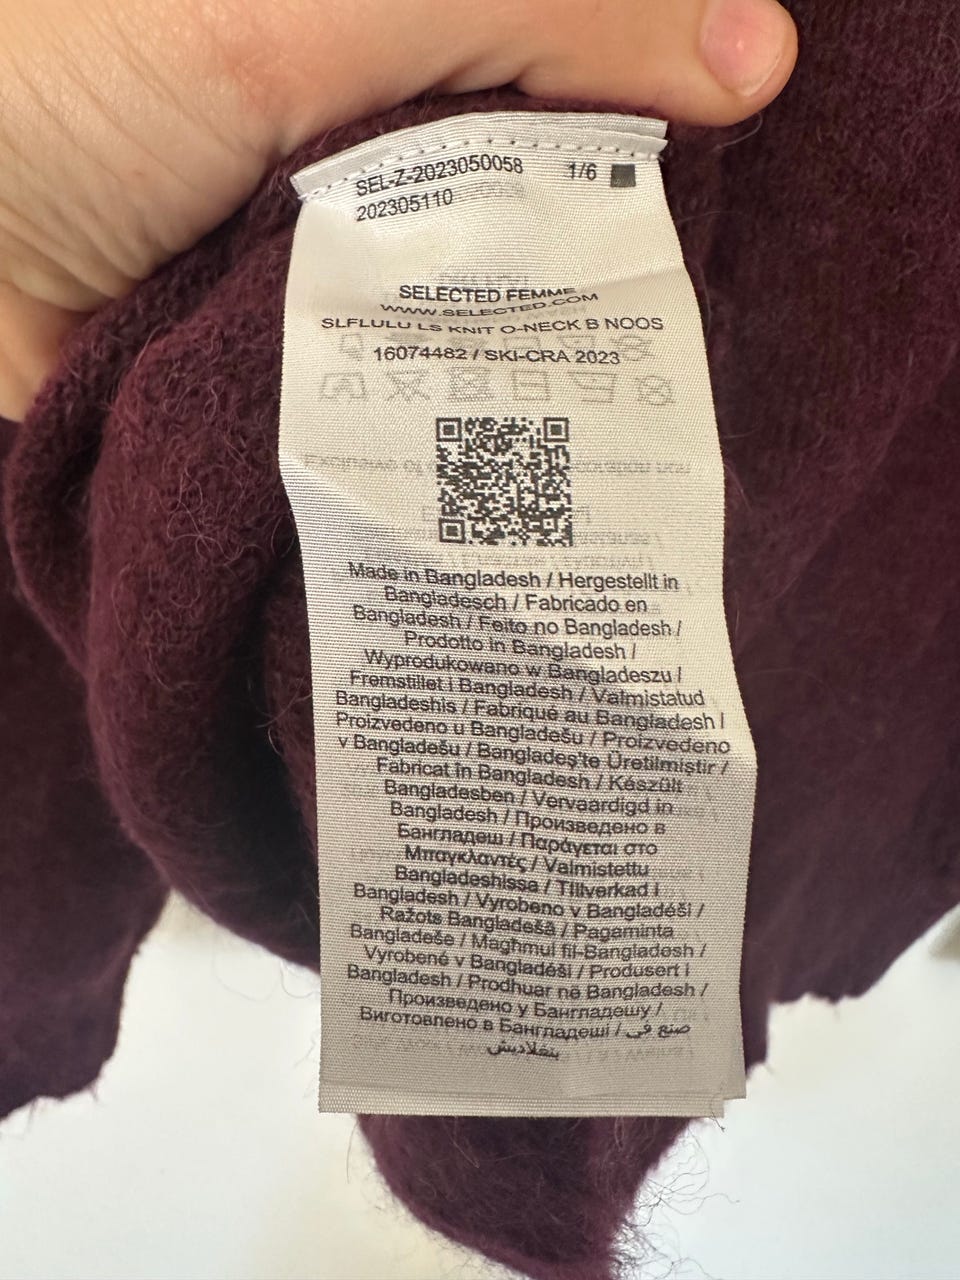 SEL-Z-2023050058 1/6
202305110
SELECTED FEMME
WWW.SELECTED.COM
SLFLULU LS KNIT O-NECK B NOOS
16074482 / SKI-CRA 2023
Made in Bangladesh / Hergestellt in
Bangladesch / Fabricado en
Bangladesh / Feito no Bangladesh /
Prodotto in Bangladesh /
Wyprodukowano w Bangladeszu /
Fremstillet i Bangladesh / Valmistatud
Bangladeshis / Fabriqué au Bangladesh /
Proizvedeno u Bangladešu / Proizvedeno
v Bangladešu / Bangladeş'te Üretilmiştir /
Fabricat în Bangladesh / Készült
Bangladesben / Vervaardigd in
Bangladesh / Произведено в
Бангладеш / Παράγεται στο
Μπαγκλαντές / Valmistettu
Bangladeshissa / Tillverkad i
Bangladesh / Vyrobeno v Bangladéši /
Ražots Bangladešā / Pagaminta
Bangladeše / Magħmul fil-Bangladesh /
Vyrobené v Bangladéši / Produsert i
Bangladesh / Prodhuar në Bangladesh /
Произведено у Бангладешу /
Виготовлено в Бангладеші / صنع في
بنغلاديش